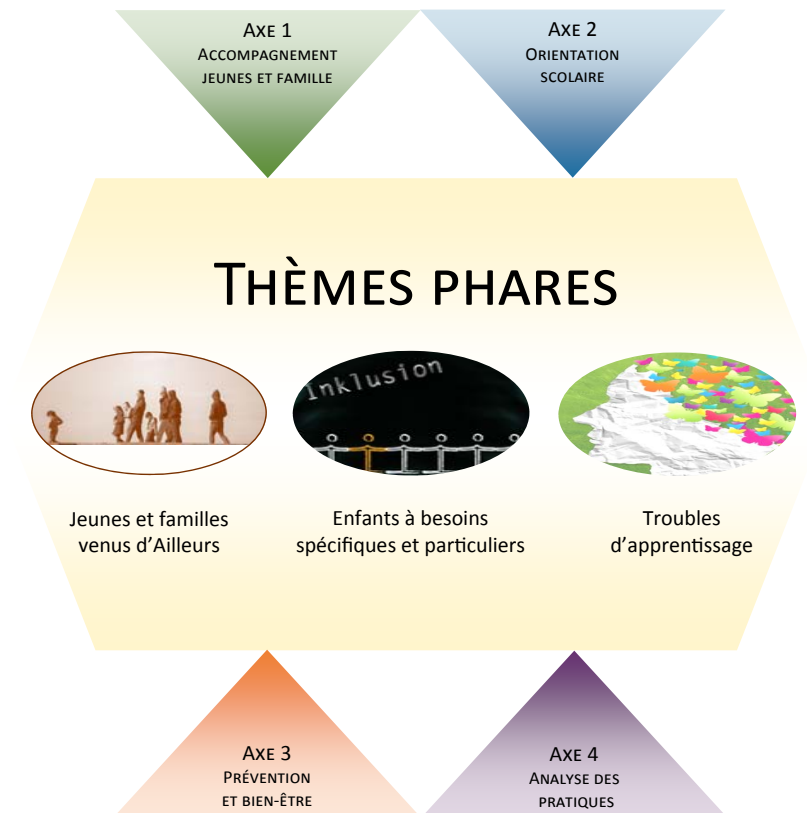 AXE 1
ACCOMPAGNEMENT
JEUNES ET FAMILLE
AXE 2
ORIENTATION
SCOLAIRE
THÈMES PHARES
Inklusion
Jeunes et familles
venus d’Ailleurs
Enfants à besoins
spécifiques et particuliers
Troubles
d’apprentissage
AXE 3
PRÉVENTION
ET BIEN-ÊTRE
AXE 4
ANALYSE DES
PRATIQUES